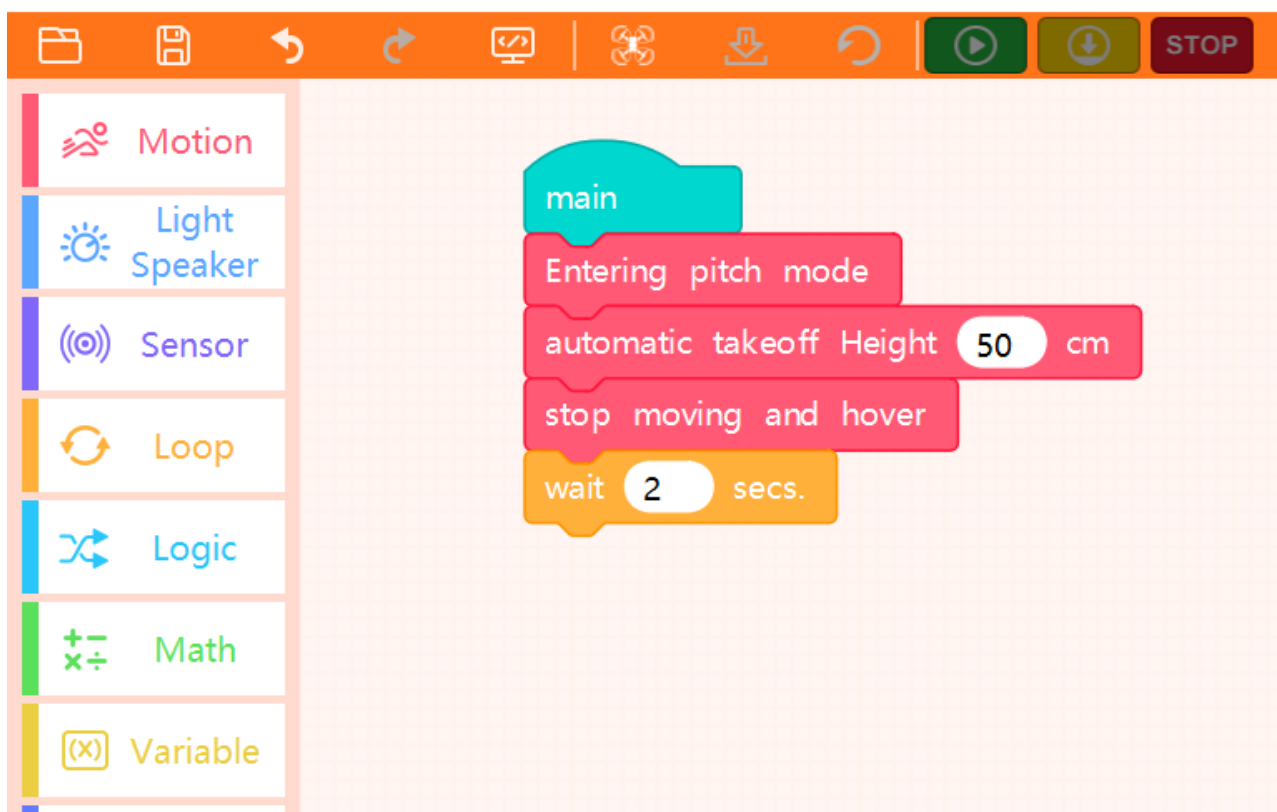 STOP
Motion
Light
Speaker
Sensor
Loop
Logic
Math
Variable
main
Entering pitch mode
automatic takeoff Height 50 cm
stop moving and hover
wait 2 secs.